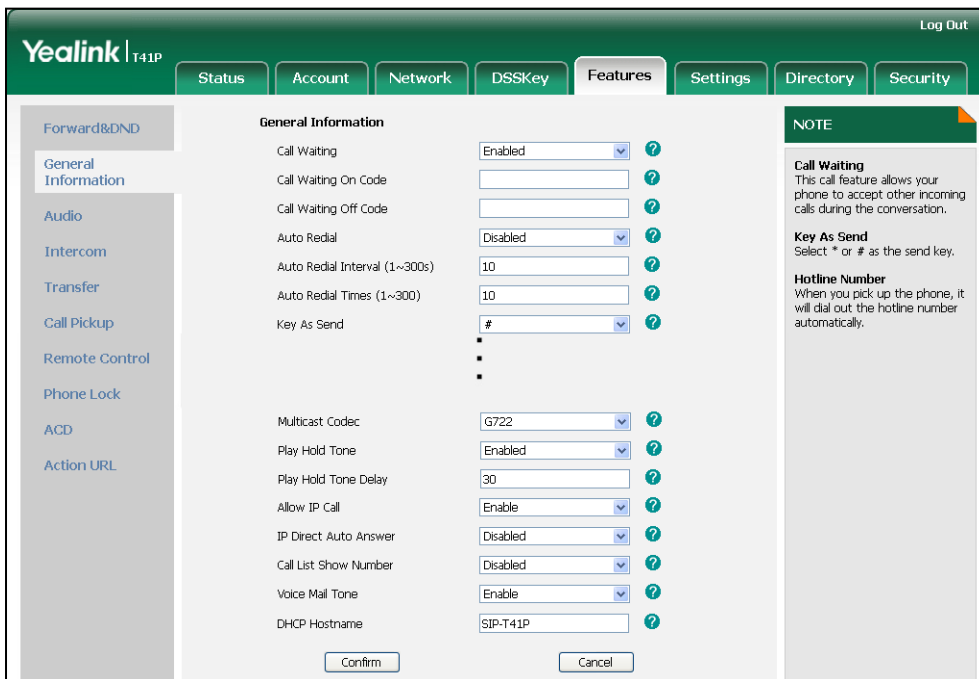 Log Out
Yealink | T41P
Status Account Network DSSKey Features Settings Directory Security
Forward&DND
General
Information
Audio
Intercom
Transfer
Call Pickup
Remote Control
Phone Lock
ACD
Action URL
General Information
Call Waiting Enabled ?
Call Waiting On Code ?
Call Waiting Off Code ?
Auto Redial Disabled ?
Auto Redial Interval (1~300s) 10 ?
Auto Redial Times (1~300) 10 ?
Key As Send # ?
Multicast Codec G722 ?
Play Hold Tone Enabled ?
Play Hold Tone Delay 30 ?
Allow IP Call Enable ?
IP Direct Auto Answer Disabled ?
Call List Show Number Disabled ?
Voice Mail Tone Enable ?
DHCP Hostname SIP-T41P ?
Confirm Cancel
NOTE
Call Waiting
This call feature allows your
phone to accept other incoming
calls during the conversation.
Key As Send
Select * or # as the send key.
Hotline Number
When you pick up the phone, it
will dial out the hotline number
automatically.